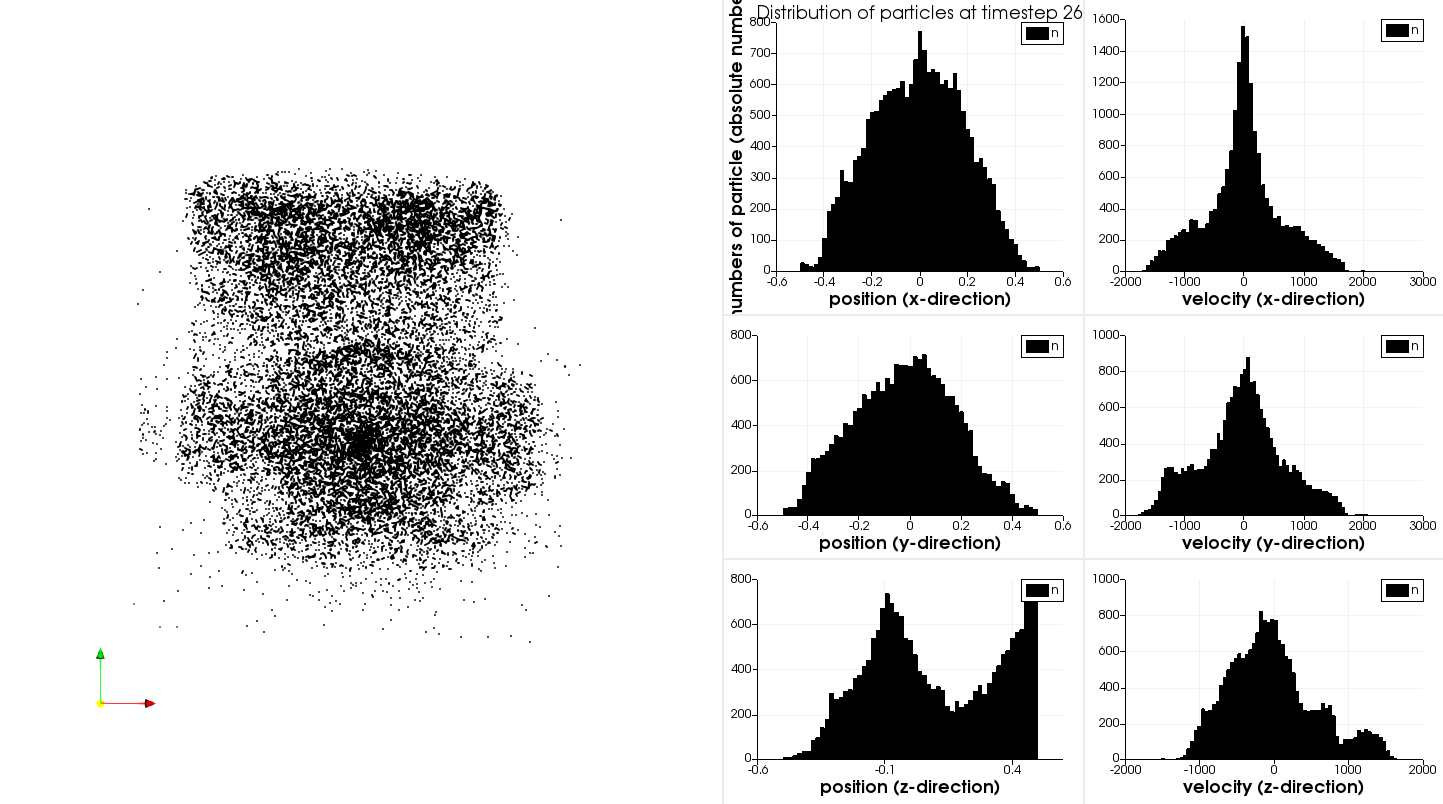 Distribution of particles at timestep 26
numbers of particle (absolute number
800
700
600
500
400
300
200
100
0
-0.6 -0.4 -0.2 0 0.2 0.4 0.6
position (x-direction)
n
1600
1400
1200
1000
800
600
400
200
0
-2000 -1000 0 1000 2000 3000
velocity (x-direction)
n
800
600
400
200
0
-0.6 -0.4 -0.2 0 0.2 0.4 0.6
position (y-direction)
n
1000
800
600
400
200
0
-2000 -1000 0 1000 2000 3000
velocity (y-direction)
n
800
600
400
200
0
-0.6 -0.1 0.4
position (z-direction)
n
1000
800
600
400
200
0
-2000 -1000 0 1000 2000
velocity (z-direction)
n